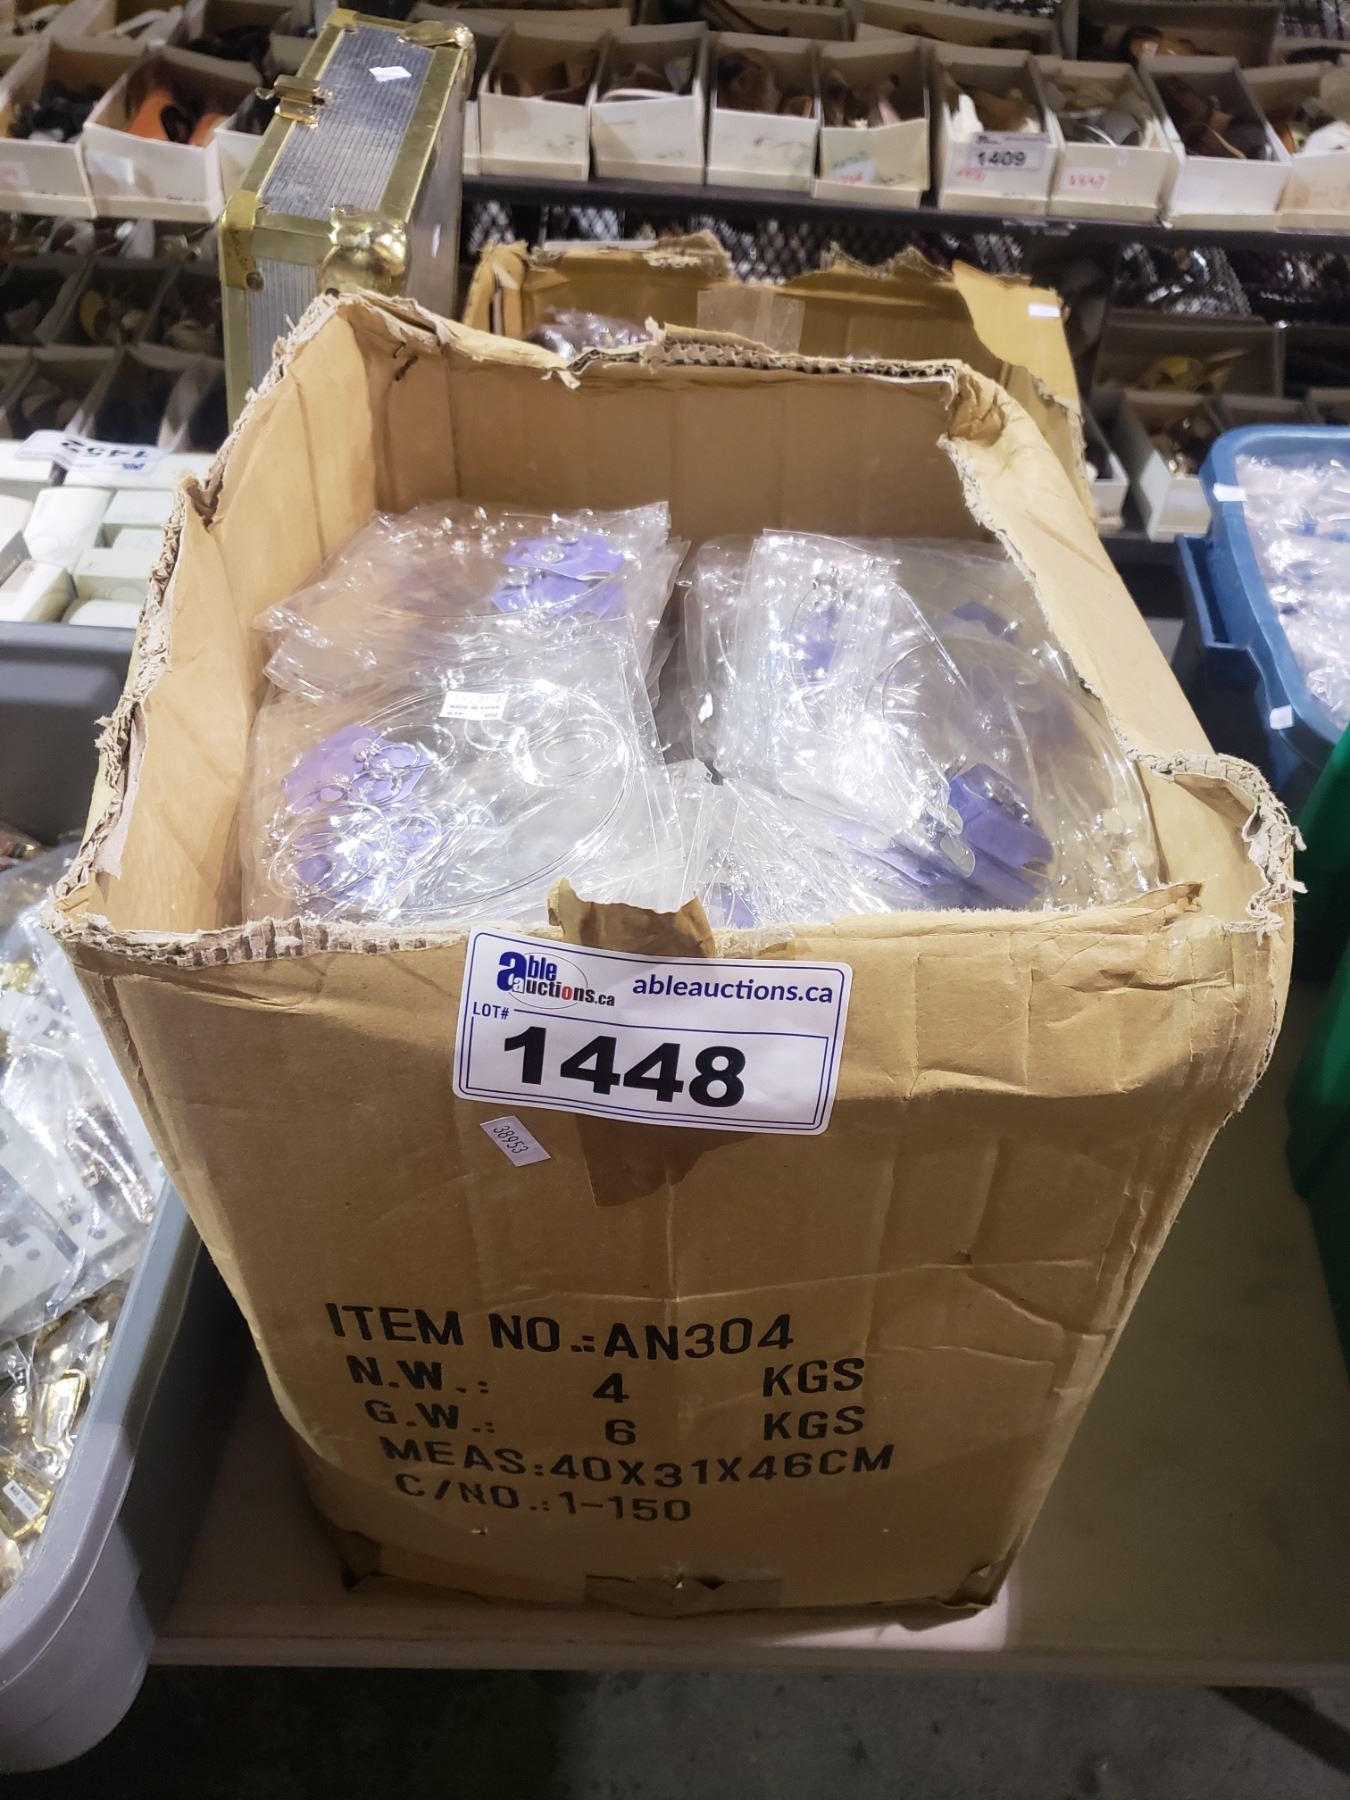 1409
1452
MADE IN CHINA
able auctions.ca
ableauctions.ca
LOT#
1448
38953
ITEM NO.:AN304
N.W.: 4 KGS
G.W.: 6 KGS
MEAS:40X31X46CM
C/NO.:1-150